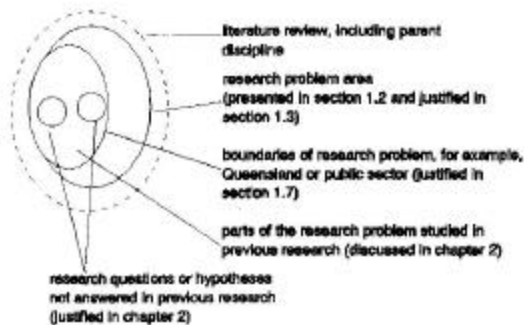 literature review, including parent
discipline
research problem area
(presented in section 1.2 and justified in
section 1.3)
boundaries of research problem, for example,
Queensland or public sector (justified in
section 1.7)
parts of the research problem studied in
previous research (discussed in chapter 2)
research questions or hypotheses
not answered in previous research
(justified in chapter 2)